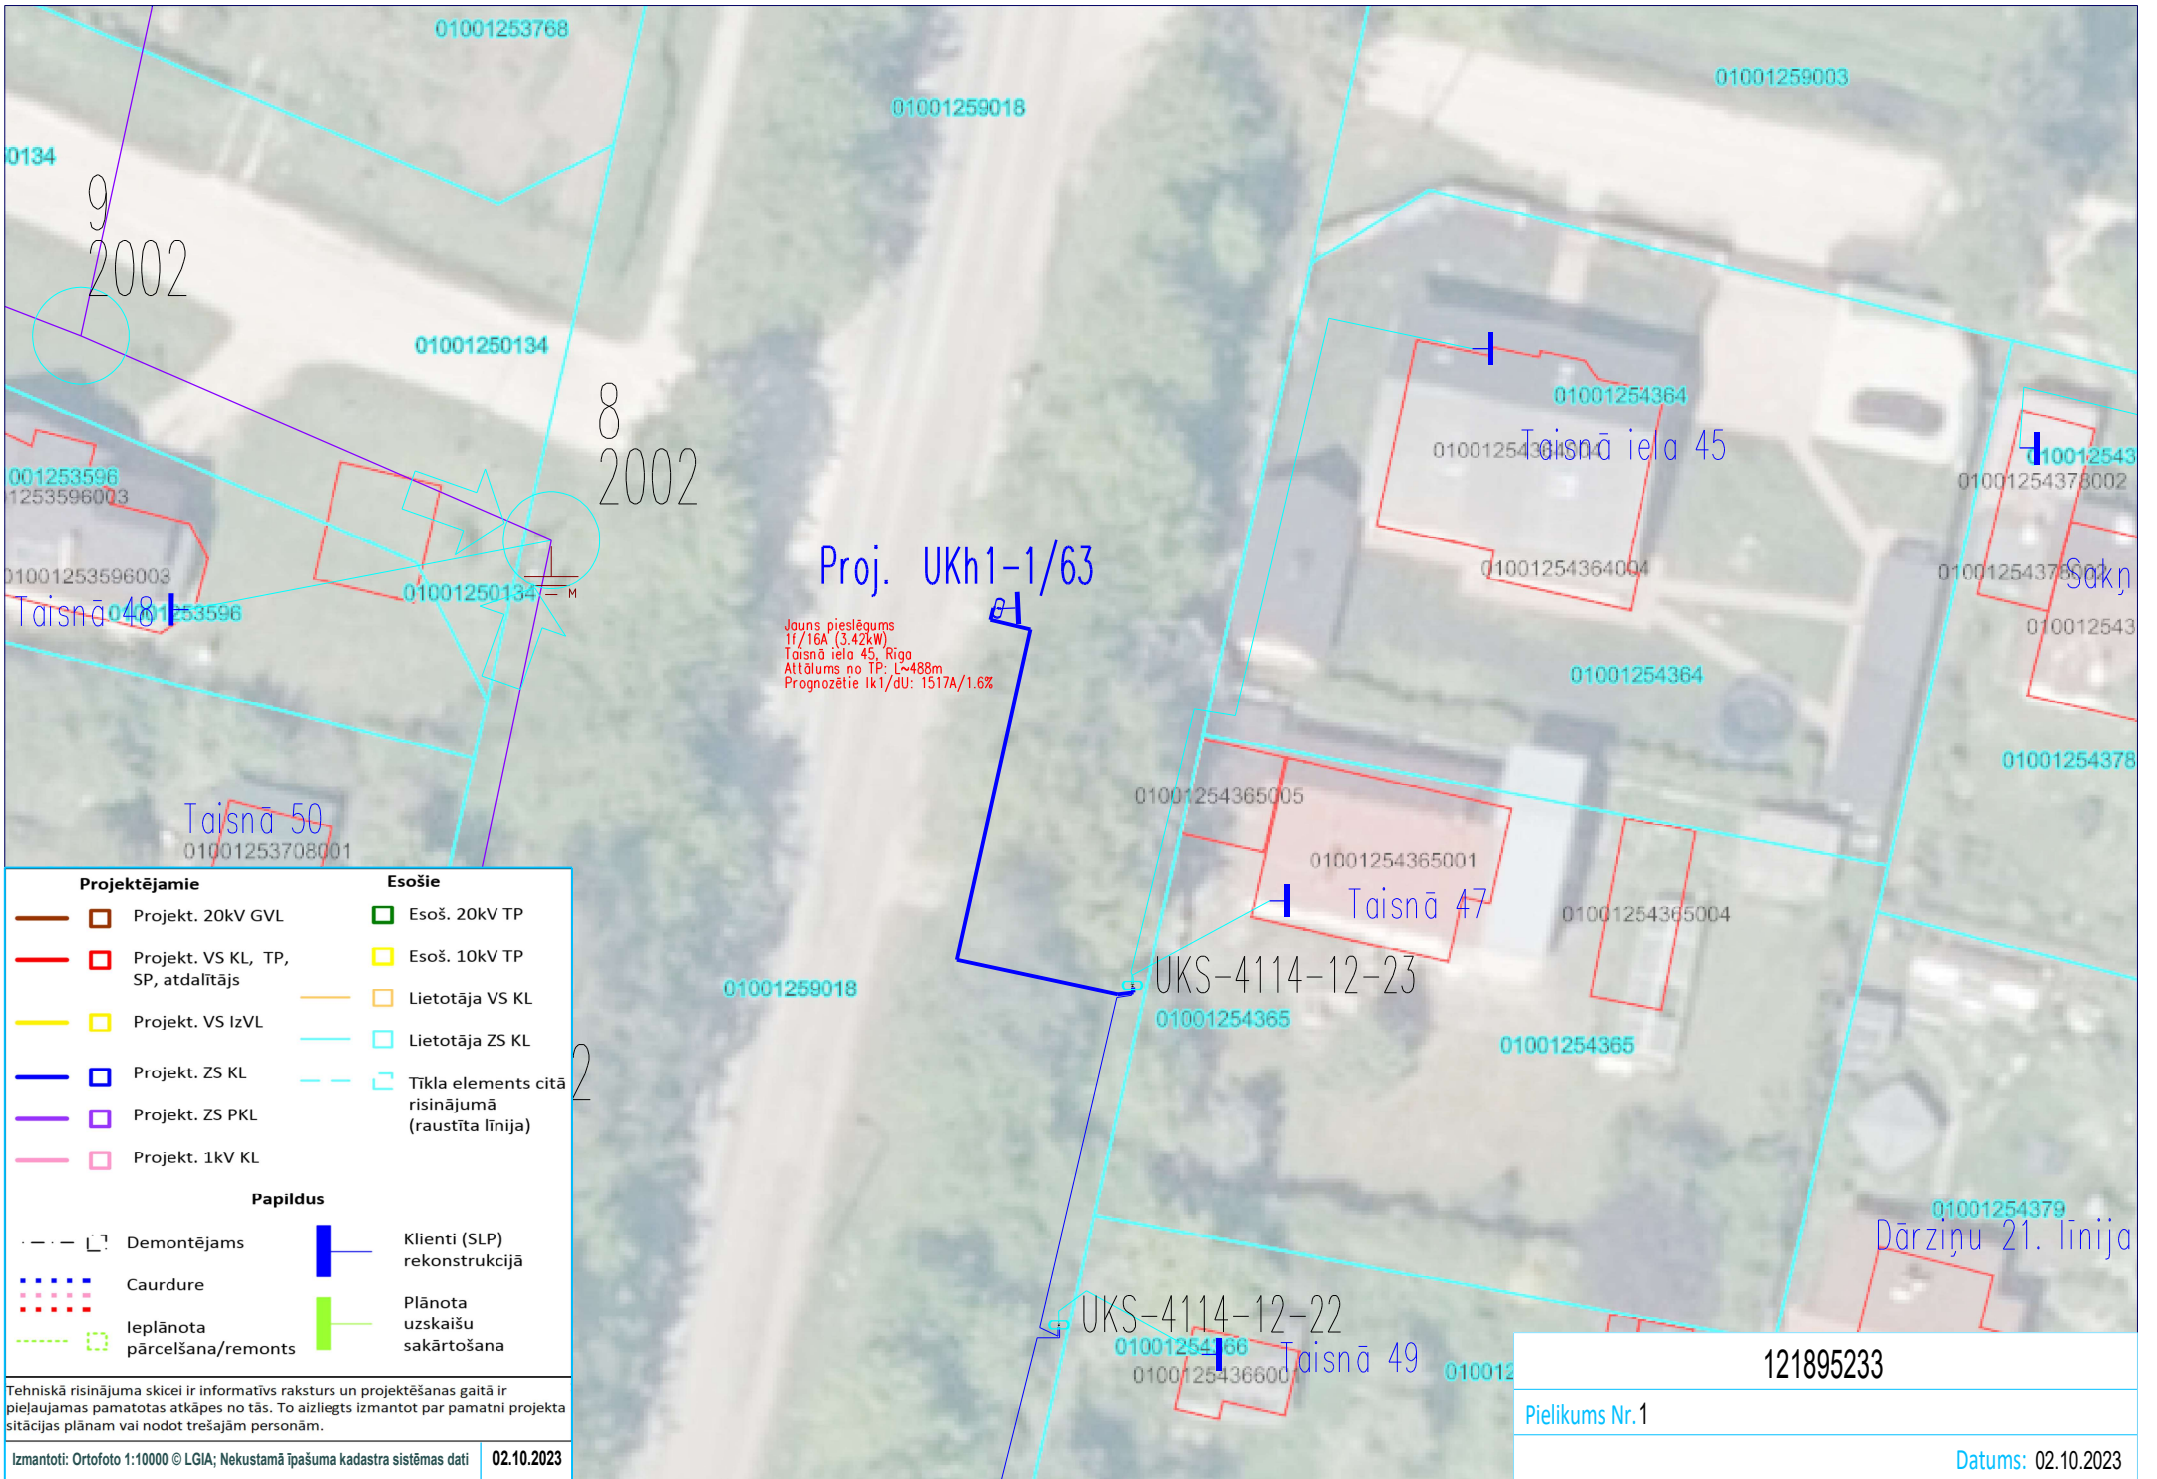 01001253768
01001259018
01001259003
0134
9
2002
01001250134
8
2002
01001254364
Taisnā iela 45
001253596
1253596003
01001253596003
Taisnā 48
01001253596
01001250134
M
Proj. UKh1-1/63
Jauns pieslēgums
1f/16A (3.42kW)
Taisnā iela 45, Rīga
Attālums no TP: L~488m
Prognozētie Ik1/dU: 1517A/1.6%
01001254364004
010012543
01001254378002
Sakņ
010012543
01001254364
01001254378
01001254365005
Taisnā 50
01001253708001
01001254365001
Taisnā 47
01001254365004
01001259018
UKS-4114-12-23
01001254365
01001254365
2
01001254379
Dārziņu 21. līnija
UKS-4114-12-22
01001254366
Taisnā 49
01001254366001
010012
Projektējamie
Esošie
Projekt. 20kV GVL
Esoš. 20kV TP
Projekt. VS KL, TP,
SP, atdalītājs
Esoš. 10kV TP
Lietotāja VS KL
Projekt. VS IzVL
Lietotāja ZS KL
Projekt. ZS KL
Tīkla elements citā
risinājumā
(raustīta līnija)
Projekt. ZS PKL
Projekt. 1kV KL
Papildus
Demontējams
Klienti (SLP)
rekonstrukcijā
Caurdure
Plānota
uzskaišu
sakārtošana
Ieplānota
pārcelšana/remonts
Tehniskā risinājuma skicei ir informatīvs raksturs un projektēšanas gaitā ir
pieļaujamas pamatotas atkāpes no tās. To aizliegts izmantot par pamatni projekta
sitācijas plānam vai nodot trešajām personām.
Izmantoti: Ortofoto 1:10000 © LGIA; Nekustamā īpašuma kadastra sistēmas dati
02.10.2023
121895233
Pielikums Nr.1
Datums: 02.10.2023